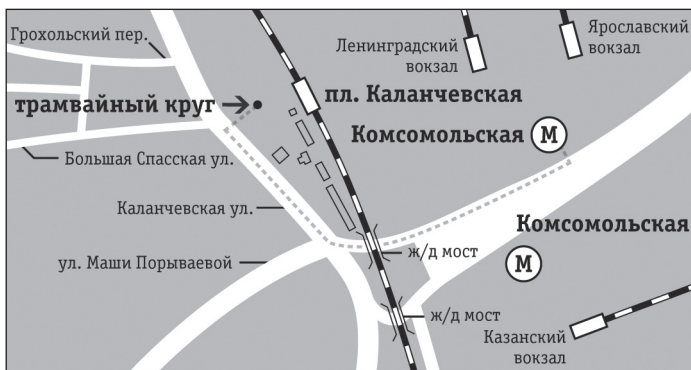 Грохольский пер.
Ленинградский
вокзал
Ярославский
вокзал
трамвайный круг
пл. Каланчевская
Комсомольская М
Большая Спасская ул.
Каланчевская ул.
Комсомольская
М
ул. Маши Порываевой
ж/д мост
ж/д мост
Казанский
вокзал